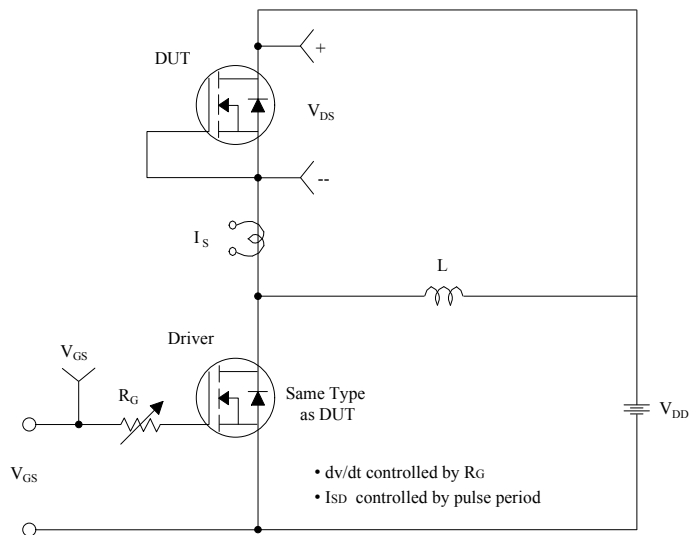 DUT
+
VDS
--
IS
L
Driver
VGS
RG
Same Type
as DUT
VDD
VGS
• dv/dt controlled by RG
• ISD controlled by pulse period